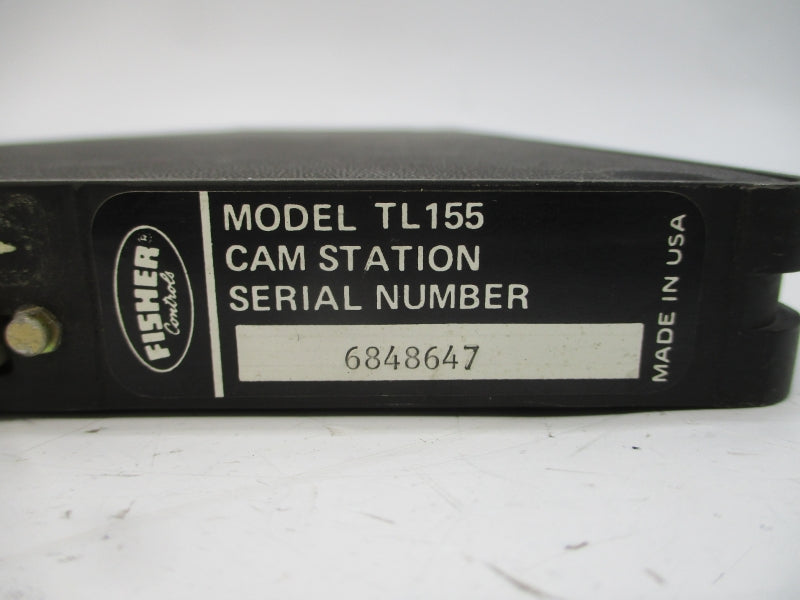 FISHER®
Controls
MODEL TL155
CAM STATION
SERIAL NUMBER
6848647
MADE IN USA